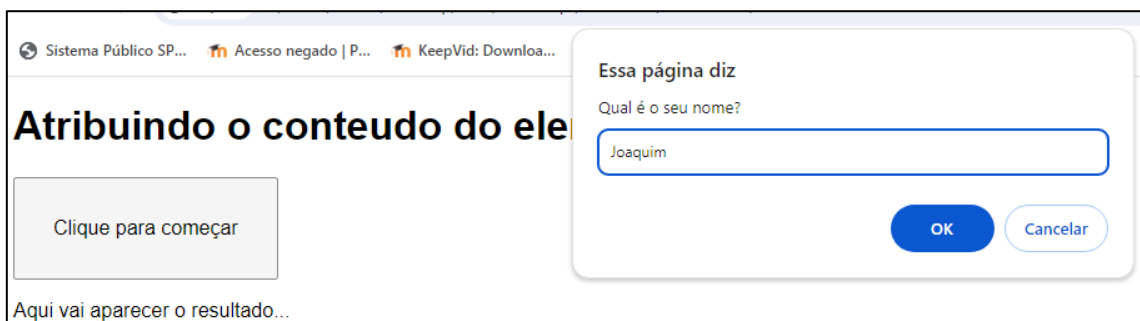 Sistema Público SP... Acesso negado | P... KeepVid: Downloa...
Essa página diz
Qual é o seu nome?
Joaquim
OK Cancelar
Atribuindo o conteudo do ele
Clique para começar
Aqui vai aparecer o resultado...